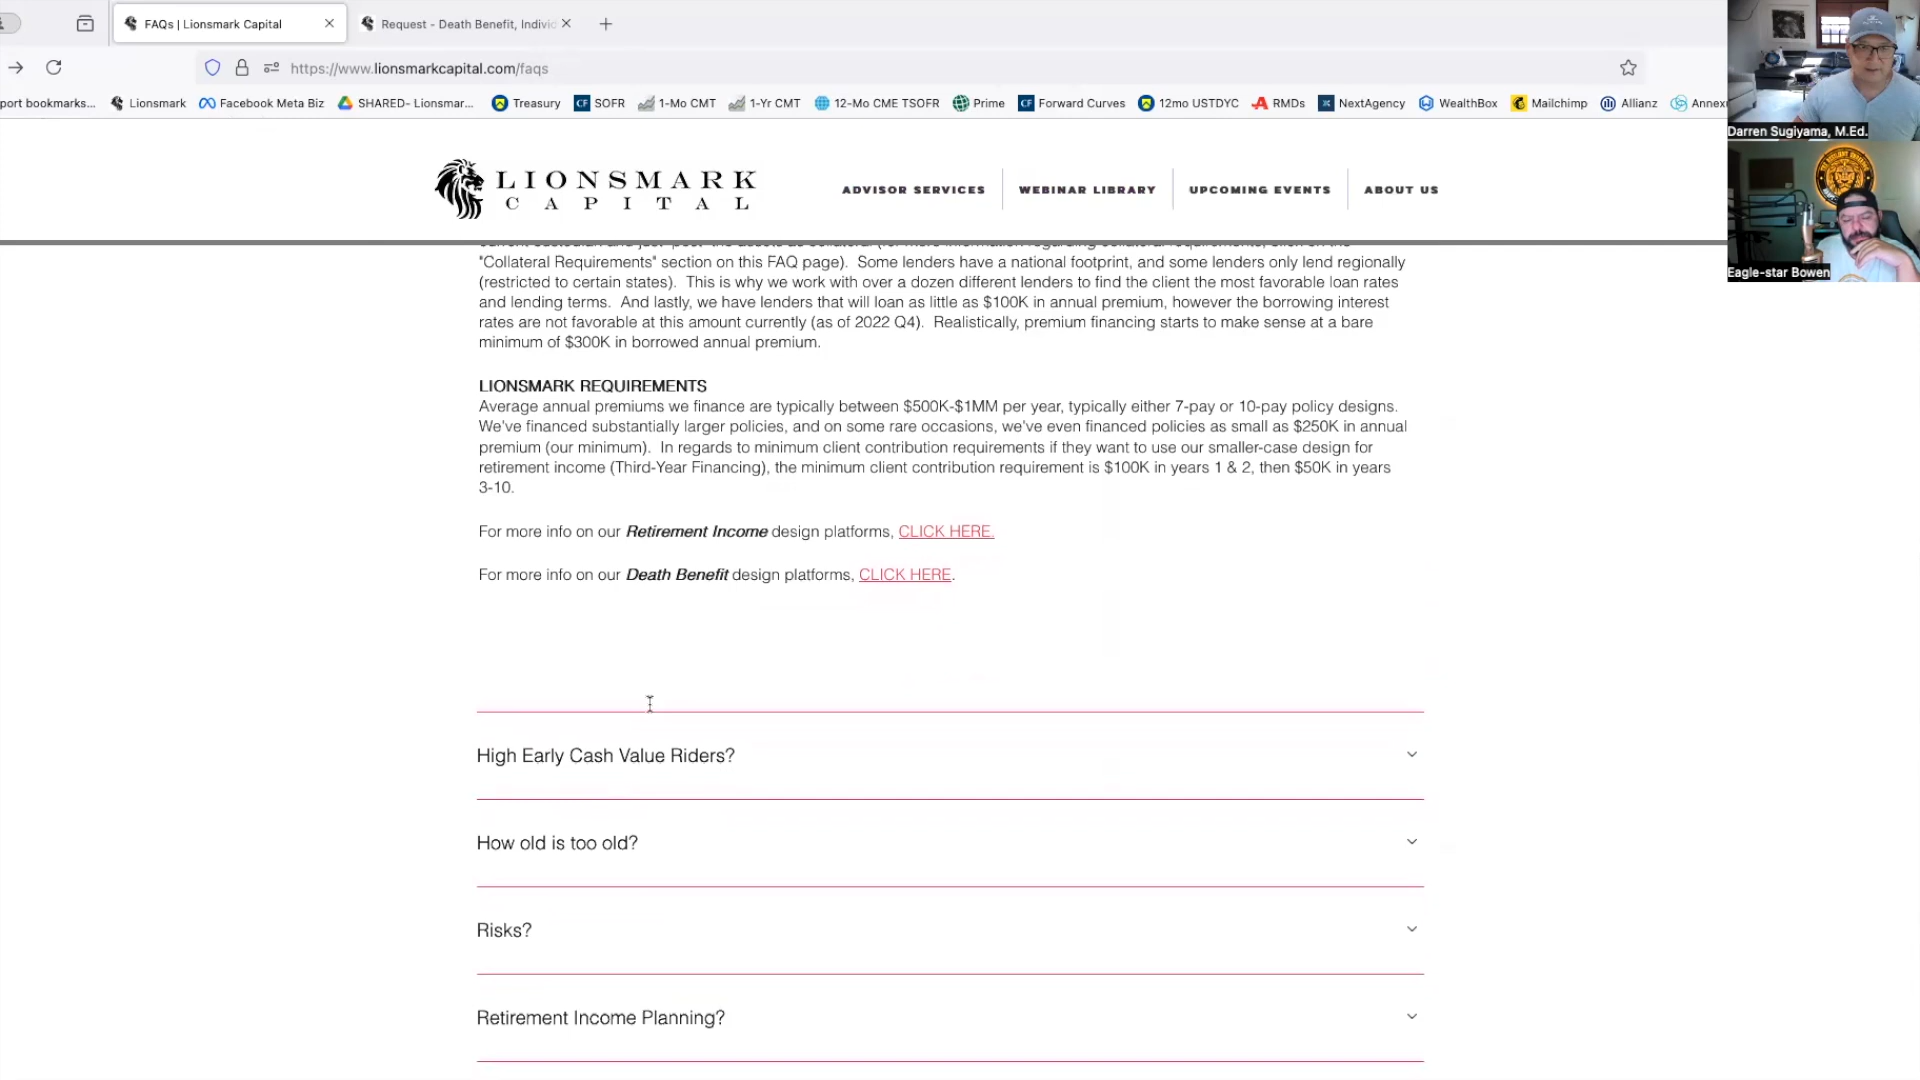 FAQs | Lionsmark Capital
Request - Death Benefit, Indivi
https://www.lionsmarkcapital.com/faqs
port bookmarks... Lionsmark Facebook Meta Biz SHARED- Lionsmar... Treasury SOFR 1-Mo CMT 1-Yr CMT 12-Mo CME TSOFR Prime Forward Curves 12mo USTDYC RMDs NextAgency WealthBox Mailchimp Allianz Annex
Darren Sugiyama, M.Ed.
Eagle-star Bowen
LIONSMARK
CAPITAL
ADVISOR SERVICES WEBINAR LIBRARY UPCOMING EVENTS ABOUT US
"Collateral Requirements" section on this FAQ page). Some lenders have a national footprint, and some lenders only lend regionally
(restricted to certain states). This is why we work with over a dozen different lenders to find the client the most favorable loan rates
and lending terms. And lastly, we have lenders that will loan as little as $100K in annual premium, however the borrowing interest
rates are not favorable at this amount currently (as of 2022 Q4). Realistically, premium financing starts to make sense at a bare
minimum of $300K in borrowed annual premium.
LIONSMARK REQUIREMENTS
Average annual premiums we finance are typically between $500K-$1MM per year, typically either 7-pay or 10-pay policy designs.
We've financed substantially larger policies, and on some rare occasions, we've even financed policies as small as $250K in annual
premium (our minimum). In regards to minimum client contribution requirements if they want to use our smaller-case design for
retirement income (Third-Year Financing), the minimum client contribution requirement is $100K in years 1 & 2, then $50K in years
3-10.
For more info on our Retirement Income design platforms, CLICK HERE.
For more info on our Death Benefit design platforms, CLICK HERE.
High Early Cash Value Riders?
How old is too old?
Risks?
Retirement Income Planning?